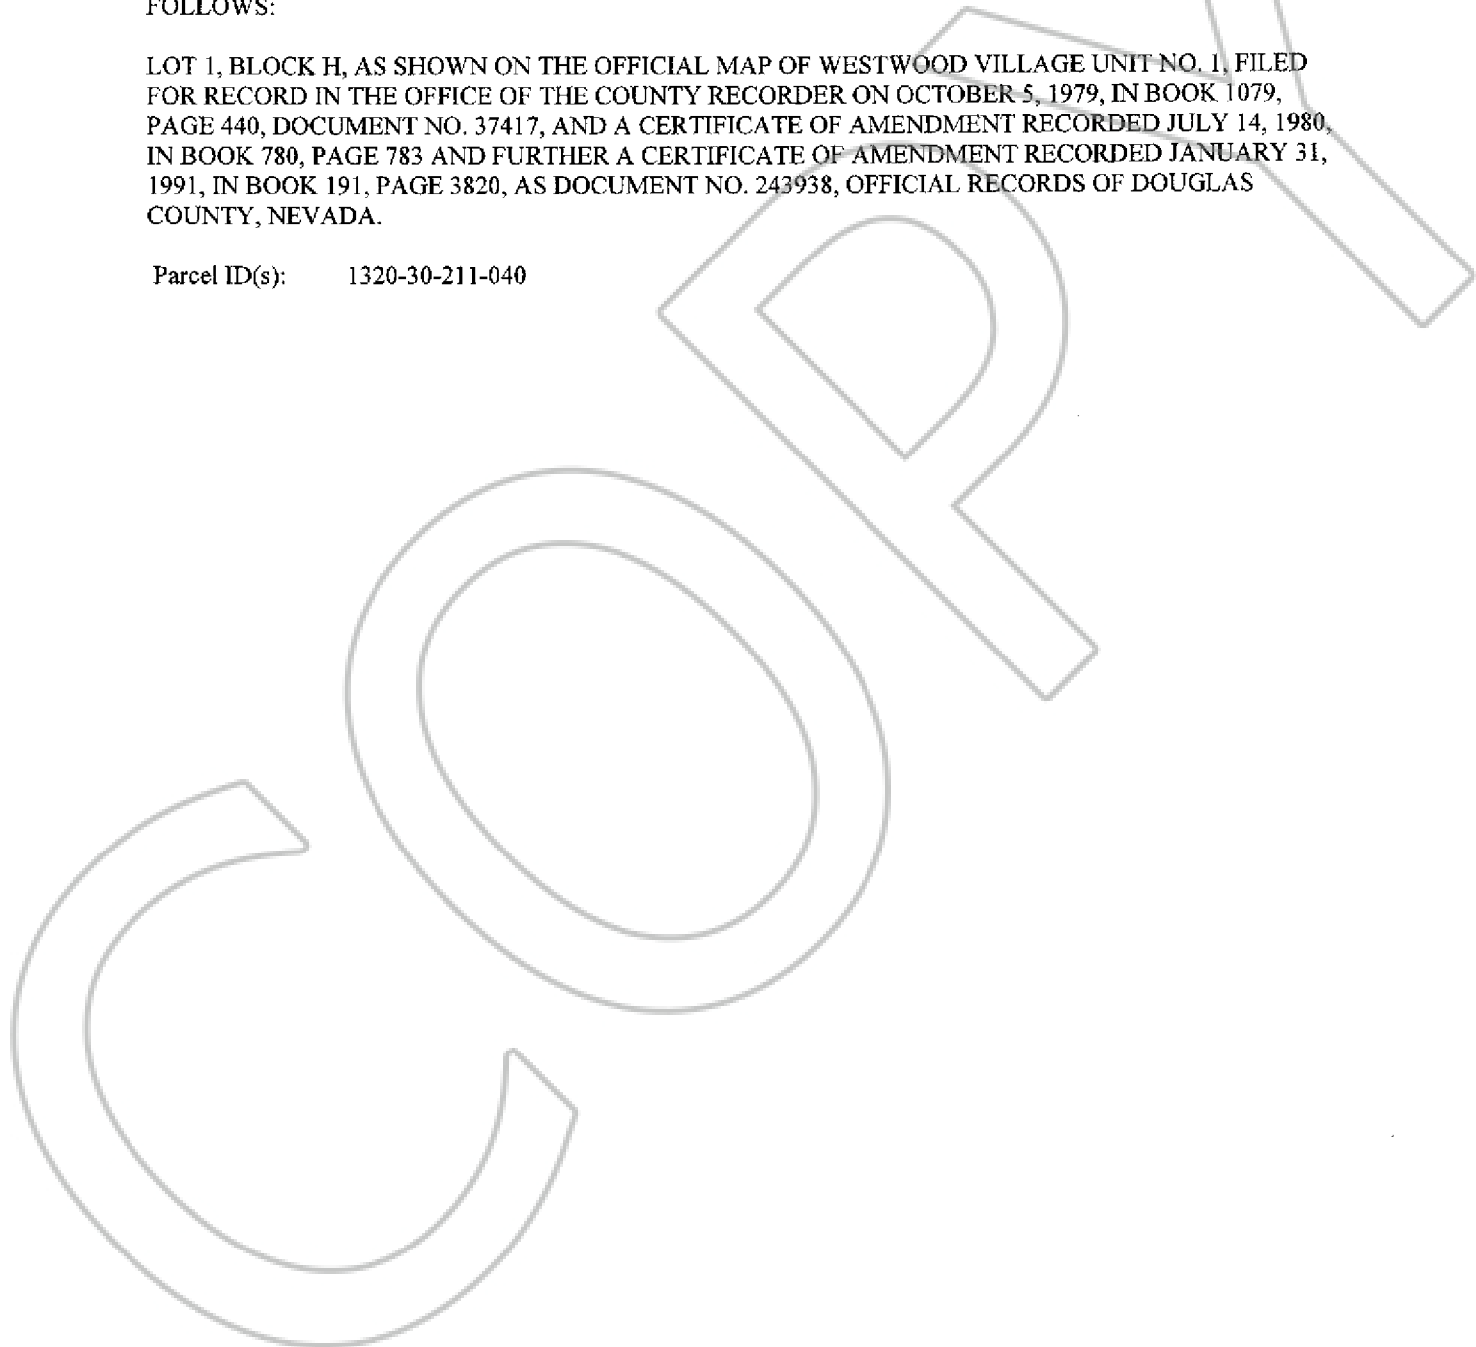 FOLLOWS:
LOT 1, BLOCK H, AS SHOWN ON THE OFFICIAL MAP OF WESTWOOD VILLAGE UNIT NO. 1, FILED
FOR RECORD IN THE OFFICE OF THE COUNTY RECORDER ON OCTOBER 5, 1979, IN BOOK 1079,
PAGE 440, DOCUMENT NO. 37417, AND A CERTIFICATE OF AMENDMENT RECORDED JULY 14, 1980,
IN BOOK 780, PAGE 783 AND FURTHER A CERTIFICATE OF AMENDMENT RECORDED JANUARY 31,
1991, IN BOOK 191, PAGE 3820, AS DOCUMENT NO. 243938, OFFICIAL RECORDS OF DOUGLAS
COUNTY, NEVADA.
Parcel ID(s): 1320-30-211-040
COPY